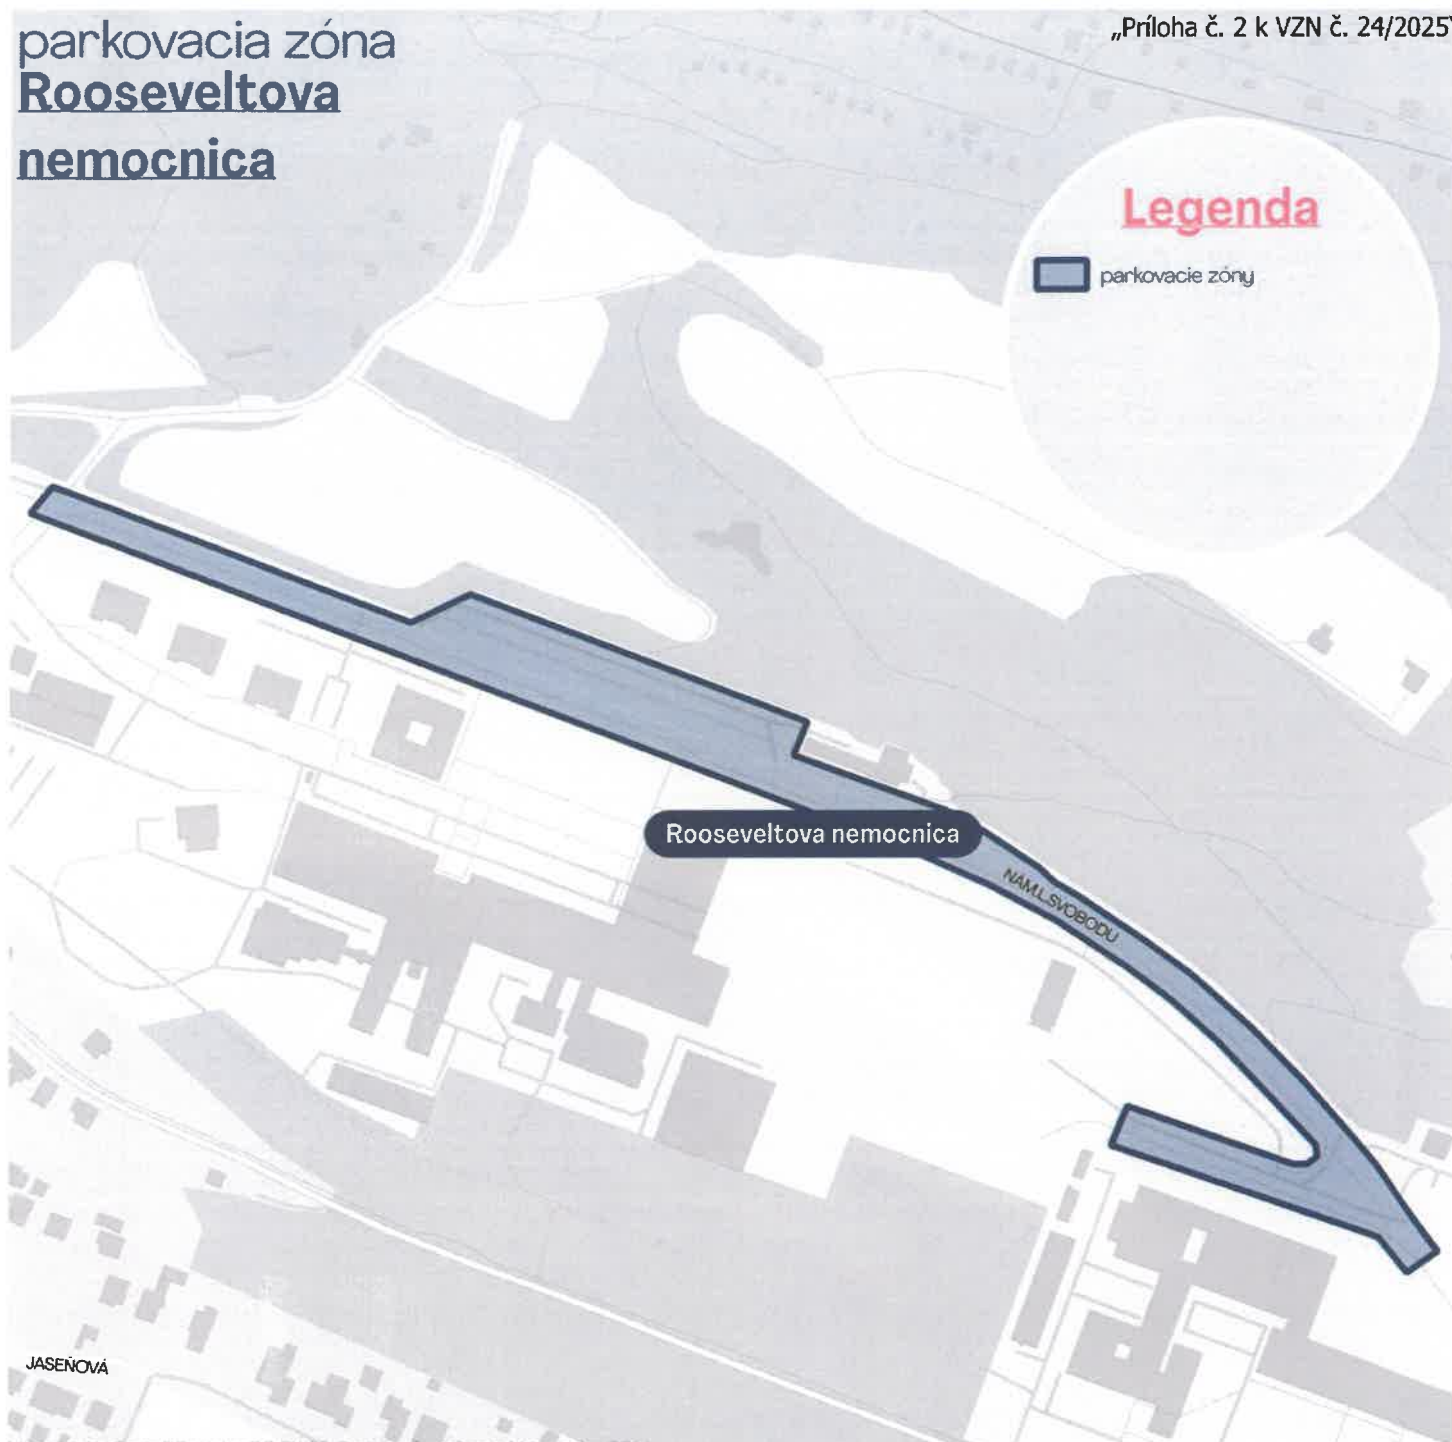 parkovacia zóna
Rooseveltova
nemocnica
„Príloha č. 2 k VZN č. 24/2025"
Legenda
parkovacie zóny
Rooseveltova nemocnica
NÁM.L.SVOBODU
JASEŇOVÁ